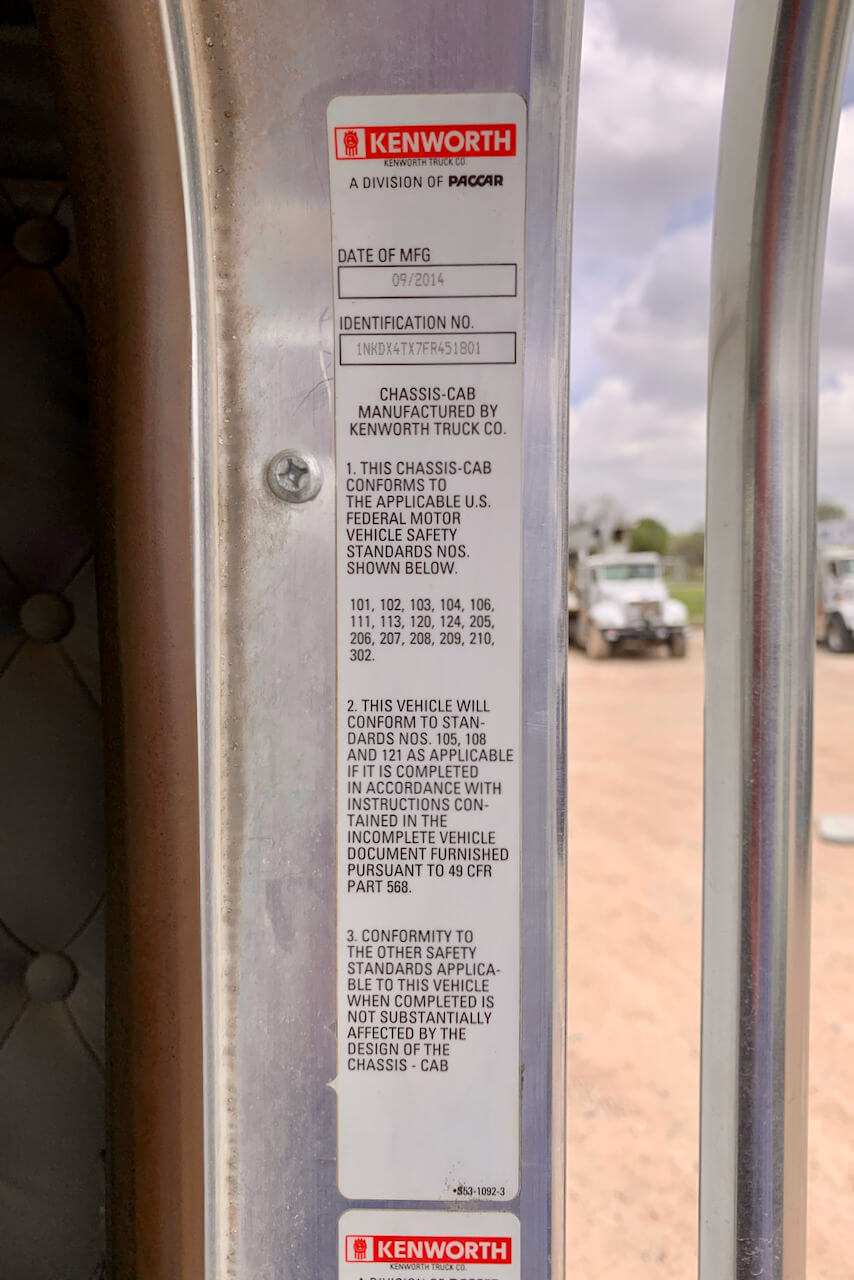 KENWORTH
KENWORTH TRUCK CO.
A DIVISION OF PACCAR
DATE OF MFG
09/2014
IDENTIFICATION NO.
1NKDX4TX7FR451801
CHASSIS-CAB
MANUFACTURED BY
KENWORTH TRUCK CO.
1. THIS CHASSIS-CAB
CONFORMS TO
THE APPLICABLE U.S.
FEDERAL MOTOR
VEHICLE SAFETY
STANDARDS NOS.
SHOWN BELOW.
101, 102, 103, 104, 106,
111, 113, 120, 124, 205,
206, 207, 208, 209, 210,
302.
2. THIS VEHICLE WILL
CONFORM TO STAN-
DARDS NOS. 105, 108
AND 121 AS APPLICABLE
IF IT IS COMPLETED
IN ACCORDANCE WITH
INSTRUCTIONS CON-
TAINED IN THE
INCOMPLETE VEHICLE
DOCUMENT FURNISHED
PURSUANT TO 49 CFR
PART 568.
3. CONFORMITY TO
THE OTHER SAFETY
STANDARDS APPLICA-
BLE TO THIS VEHICLE
WHEN COMPLETED IS
NOT SUBSTANTIALLY
AFFECTED BY THE
DESIGN OF THE
CHASSIS - CAB
•S53-1092-3
KENWORTH
KENWORTH TRUCK CO.
A DIVISION OF PACCAR